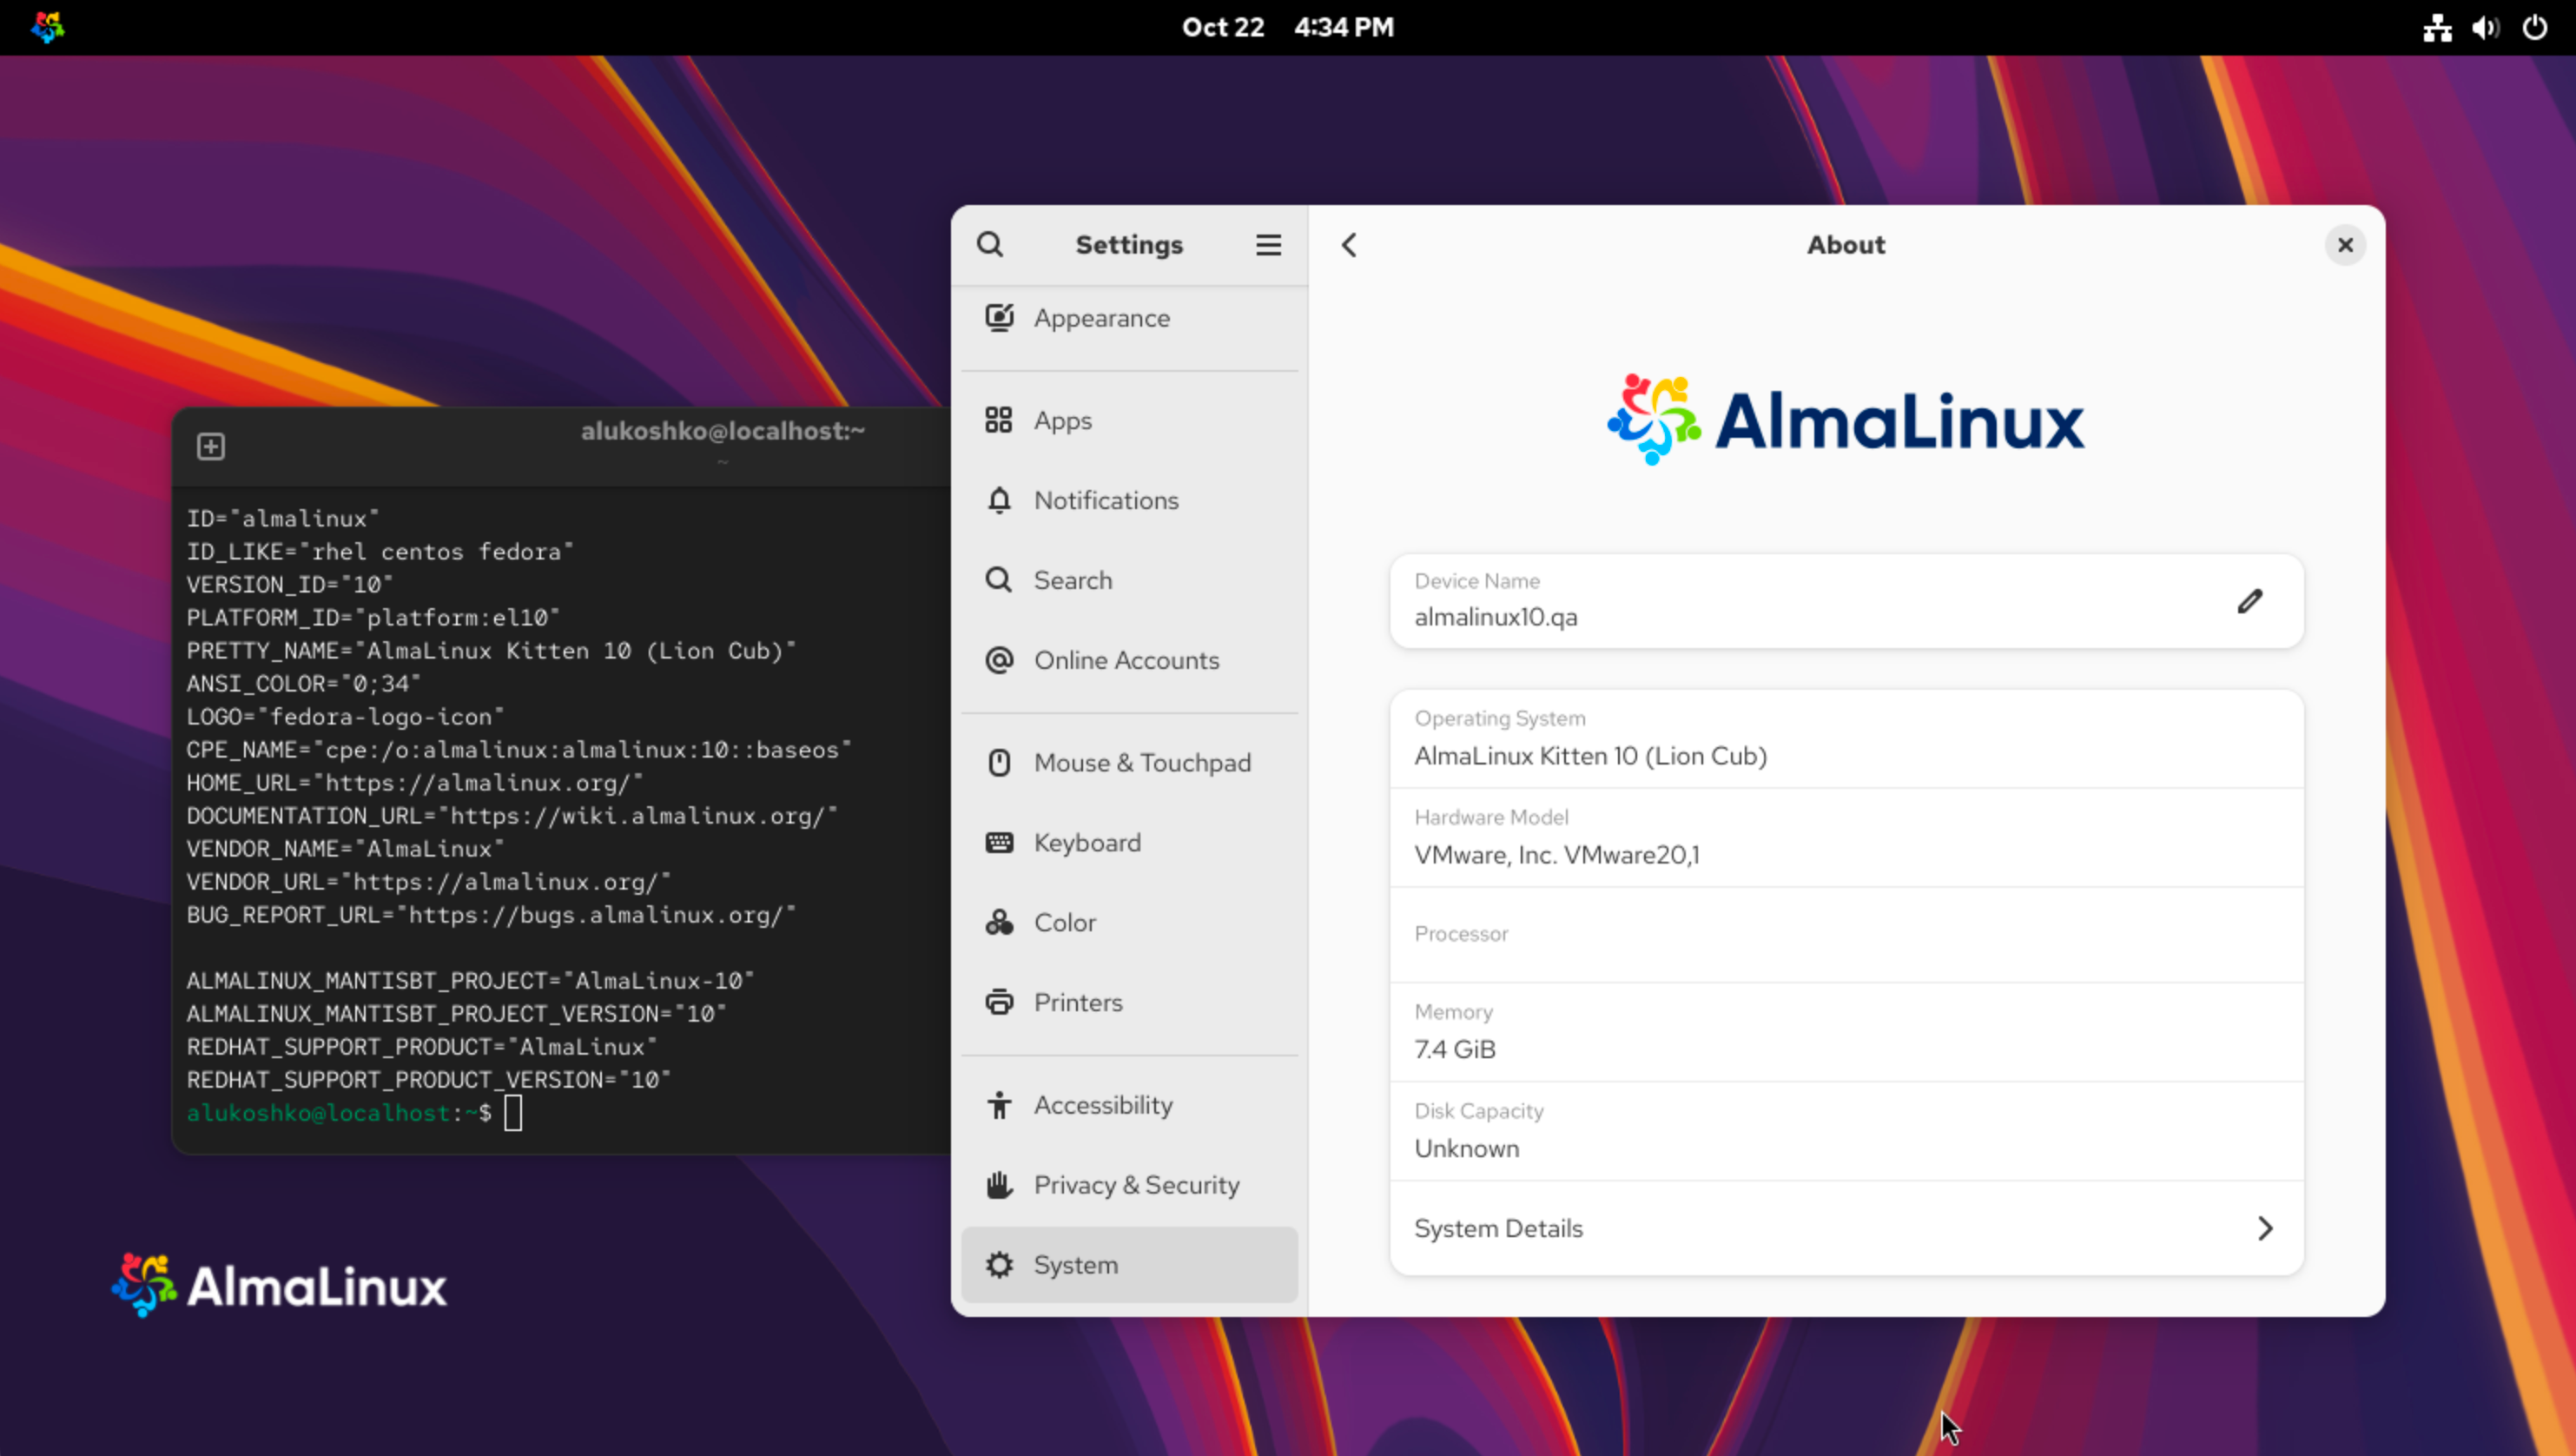 Oct 22 4:34 PM
alukoshko@localhost:~
~
ID="almalinux"
ID_LIKE="rhel centos fedora"
VERSION_ID="10"
PLATFORM_ID="platform:el10"
PRETTY_NAME="AlmaLinux Kitten 10 (Lion Cub)"
ANSI_COLOR="0;34"
LOGO="fedora-logo-icon"
CPE_NAME="cpe:/o:almalinux:almalinux:10::baseos"
HOME_URL="https://almalinux.org/"
DOCUMENTATION_URL="https://wiki.almalinux.org/"
VENDOR_NAME="AlmaLinux"
VENDOR_URL="https://almalinux.org/"
BUG_REPORT_URL="https://bugs.almalinux.org/"
ALMALINUX_MANTISBT_PROJECT="AlmaLinux-10"
ALMALINUX_MANTISBT_PROJECT_VERSION="10"
REDHAT_SUPPORT_PRODUCT="AlmaLinux"
REDHAT_SUPPORT_PRODUCT_VERSION="10"
alukoshko@localhost:~$
AlmaLinux
Settings
Appearance
Apps
Notifications
Search
Online Accounts
Mouse & Touchpad
Keyboard
Color
Printers
Accessibility
Privacy & Security
System
About
AlmaLinux
Device Name
almalinux10.qa
Operating System
AlmaLinux Kitten 10 (Lion Cub)
Hardware Model
VMware, Inc. VMware20,1
Processor
Memory
7.4 GiB
Disk Capacity
Unknown
System Details